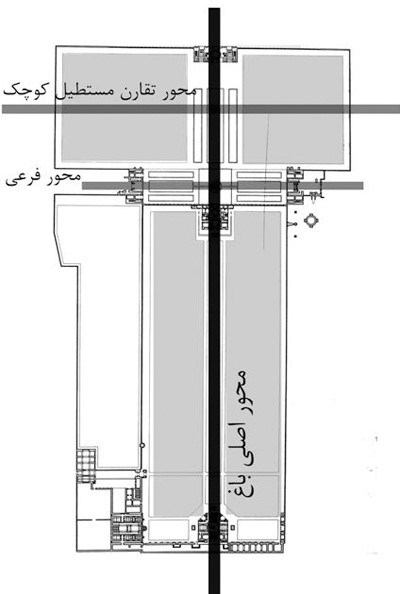 محور تقارن مستطیل کوچک
محور فرعی
محور اصلی باغ